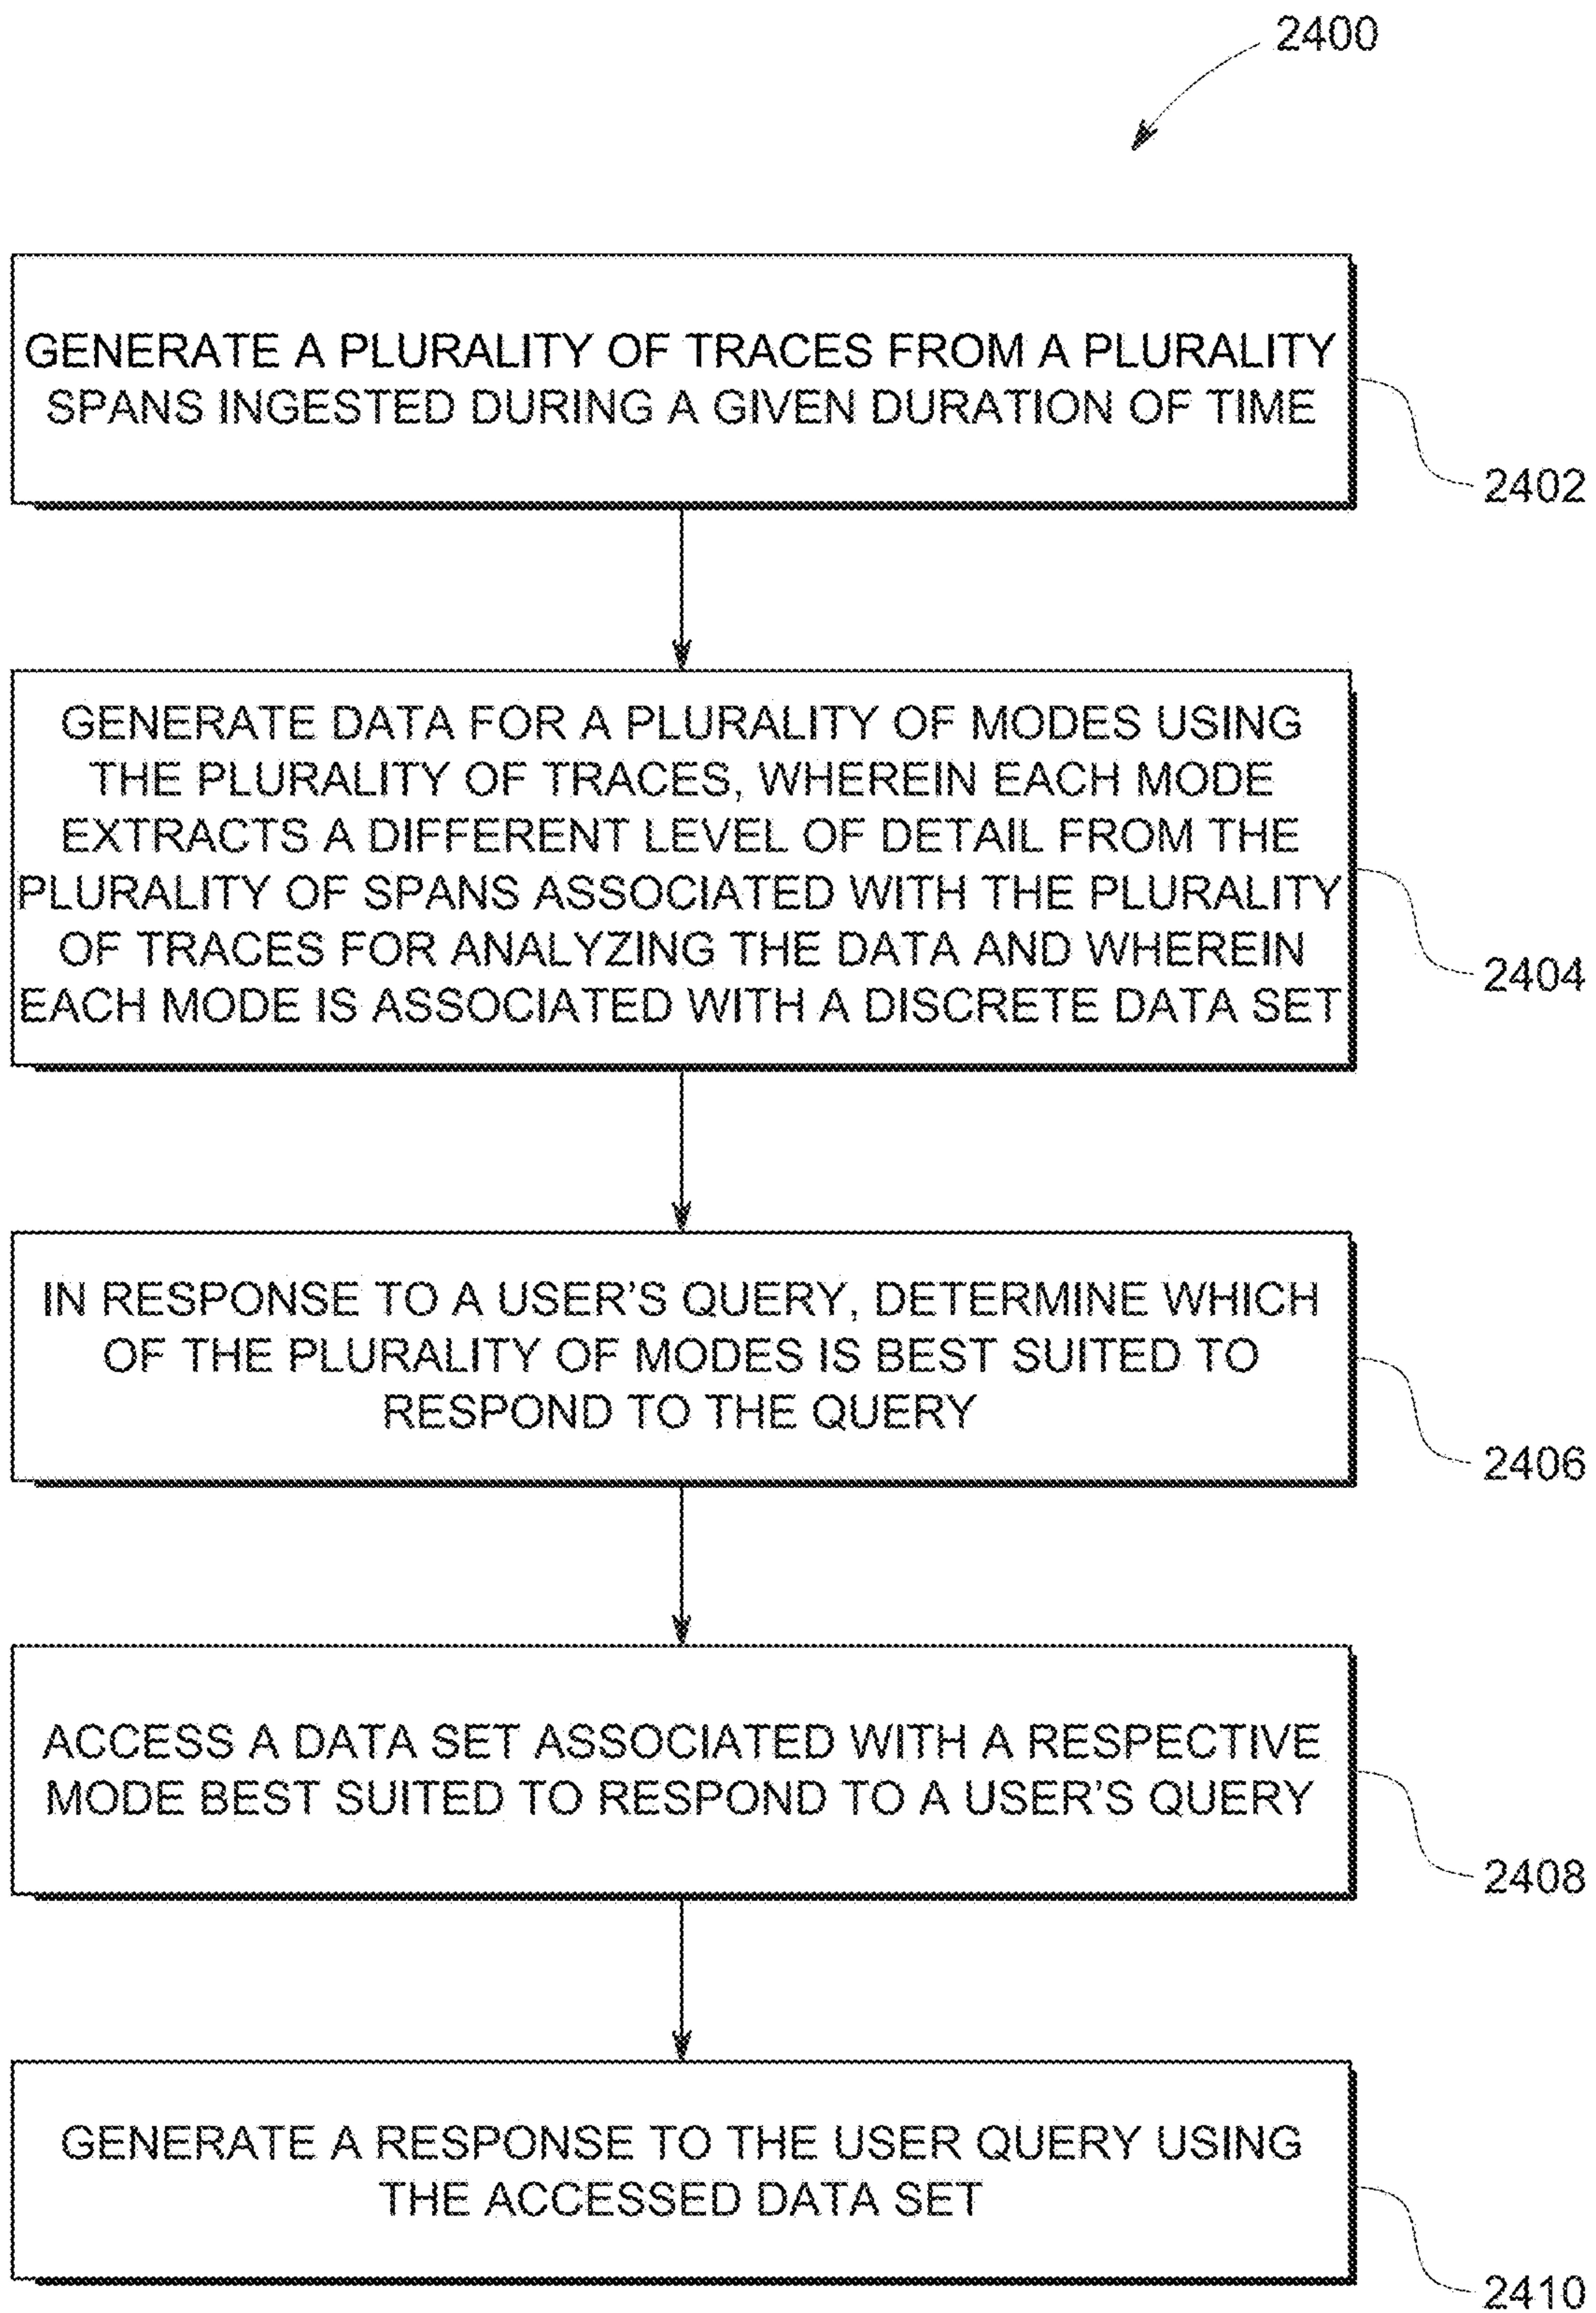 2400
GENERATE A PLURALITY OF TRACES FROM A PLURALITY
SPANS INGESTED DURING A GIVEN DURATION OF TIME
2402
GENERATE DATA FOR A PLURALITY OF MODES USING
THE PLURALITY OF TRACES, WHEREIN EACH MODE
EXTRACTS A DIFFERENT LEVEL OF DETAIL FROM THE
PLURALITY OF SPANS ASSOCIATED WITH THE PLURALITY
OF TRACES FOR ANALYZING THE DATA AND WHEREIN
EACH MODE IS ASSOCIATED WITH A DISCRETE DATA SET
2404
IN RESPONSE TO A USER'S QUERY, DETERMINE WHICH
OF THE PLURALITY OF MODES IS BEST SUITED TO
RESPOND TO THE QUERY
2406
ACCESS A DATA SET ASSOCIATED WITH A RESPECTIVE
MODE BEST SUITED TO RESPOND TO A USER'S QUERY
2408
GENERATE A RESPONSE TO THE USER QUERY USING
THE ACCESSED DATA SET
2410